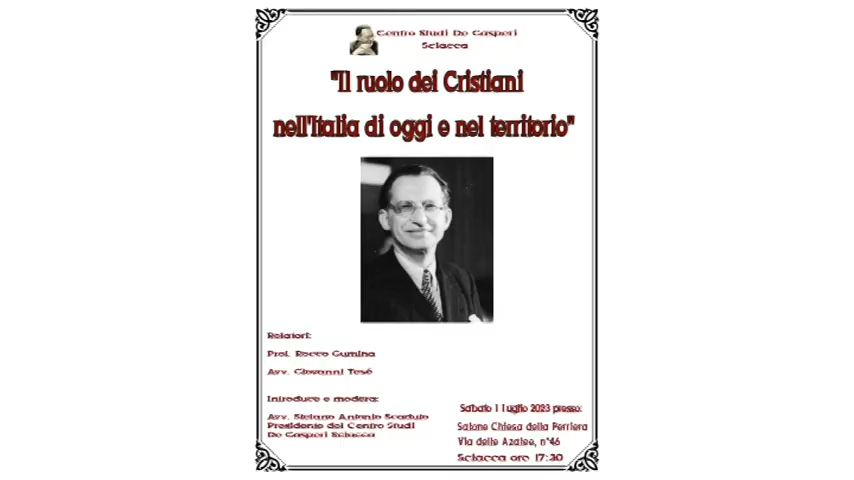 Centro Studi De Gasperi
Sciacca
"Il ruolo dei Cristiani
nell'Italia di oggi e nel territorio"
Relatori:
Prof. Rocco Gumina
Avv. Giovanni Tesè
Introduce e modera:
Avv. Stefano Antonio Scaduto
Presidente del Centro Studi
De Gasperi Sciacca
Sabato 1 Luglio 2023 presso:
Salone Chiesa della Perriera
Via delle Azalee, n°46
Sciacca ore 17:30